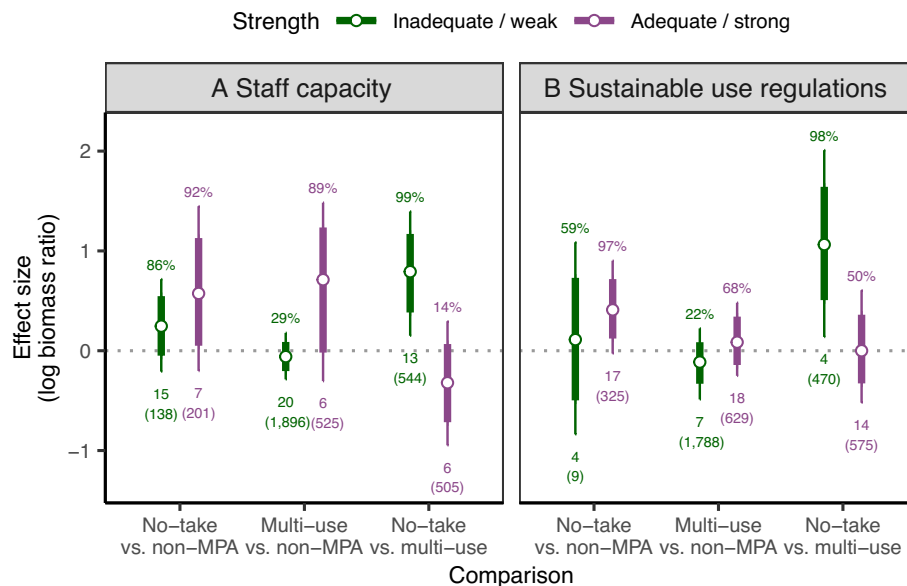 Strength Inadequate / weak Adequate / strong
A Staff capacity
B Sustainable use regulations
Effect size
(log biomass ratio)
2
1
0
−1
86%
15
(138)
92%
7
(201)
29%
20
(1,896)
89%
6
(525)
99%
13
(544)
14%
6
(505)
59%
4
(9)
97%
17
(325)
22%
7
(1,788)
68%
18
(629)
98%
4
(470)
50%
14
(575)
No−take
vs. non−MPA
Multi−use
vs. non−MPA
No−take
vs. multi−use
No−take
vs. non−MPA
Multi−use
vs. non−MPA
No−take
vs. multi−use
Comparison